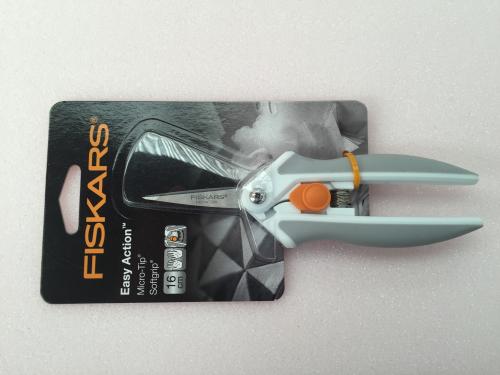 FISKARS®
Easy Action™
Micro-Tip®
Softgrip®
16
cm
FISKARS®